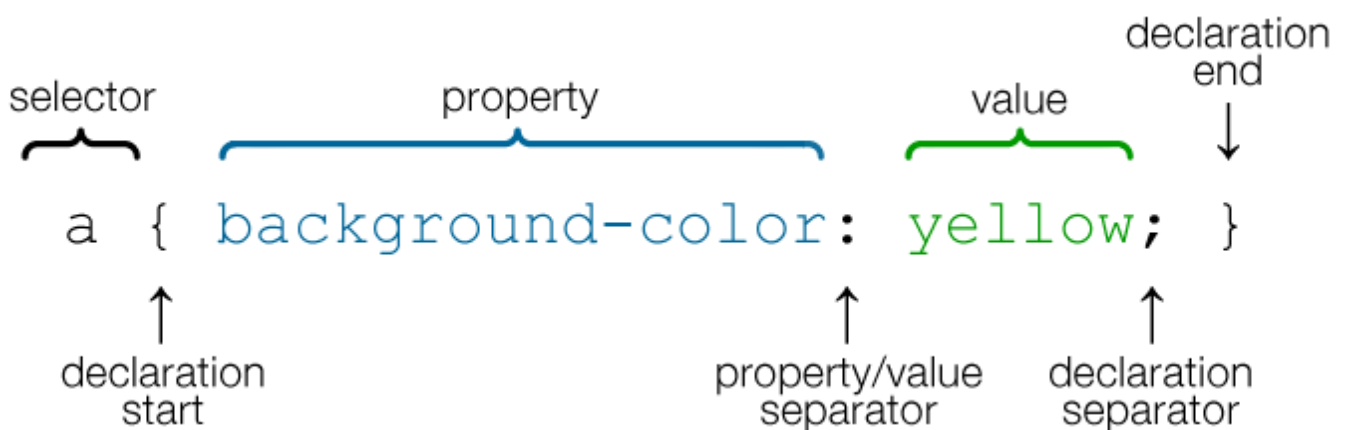 declaration
end
selector
property
value
a { background-color: yellow; }
declaration
start
property/value
separator
declaration
separator